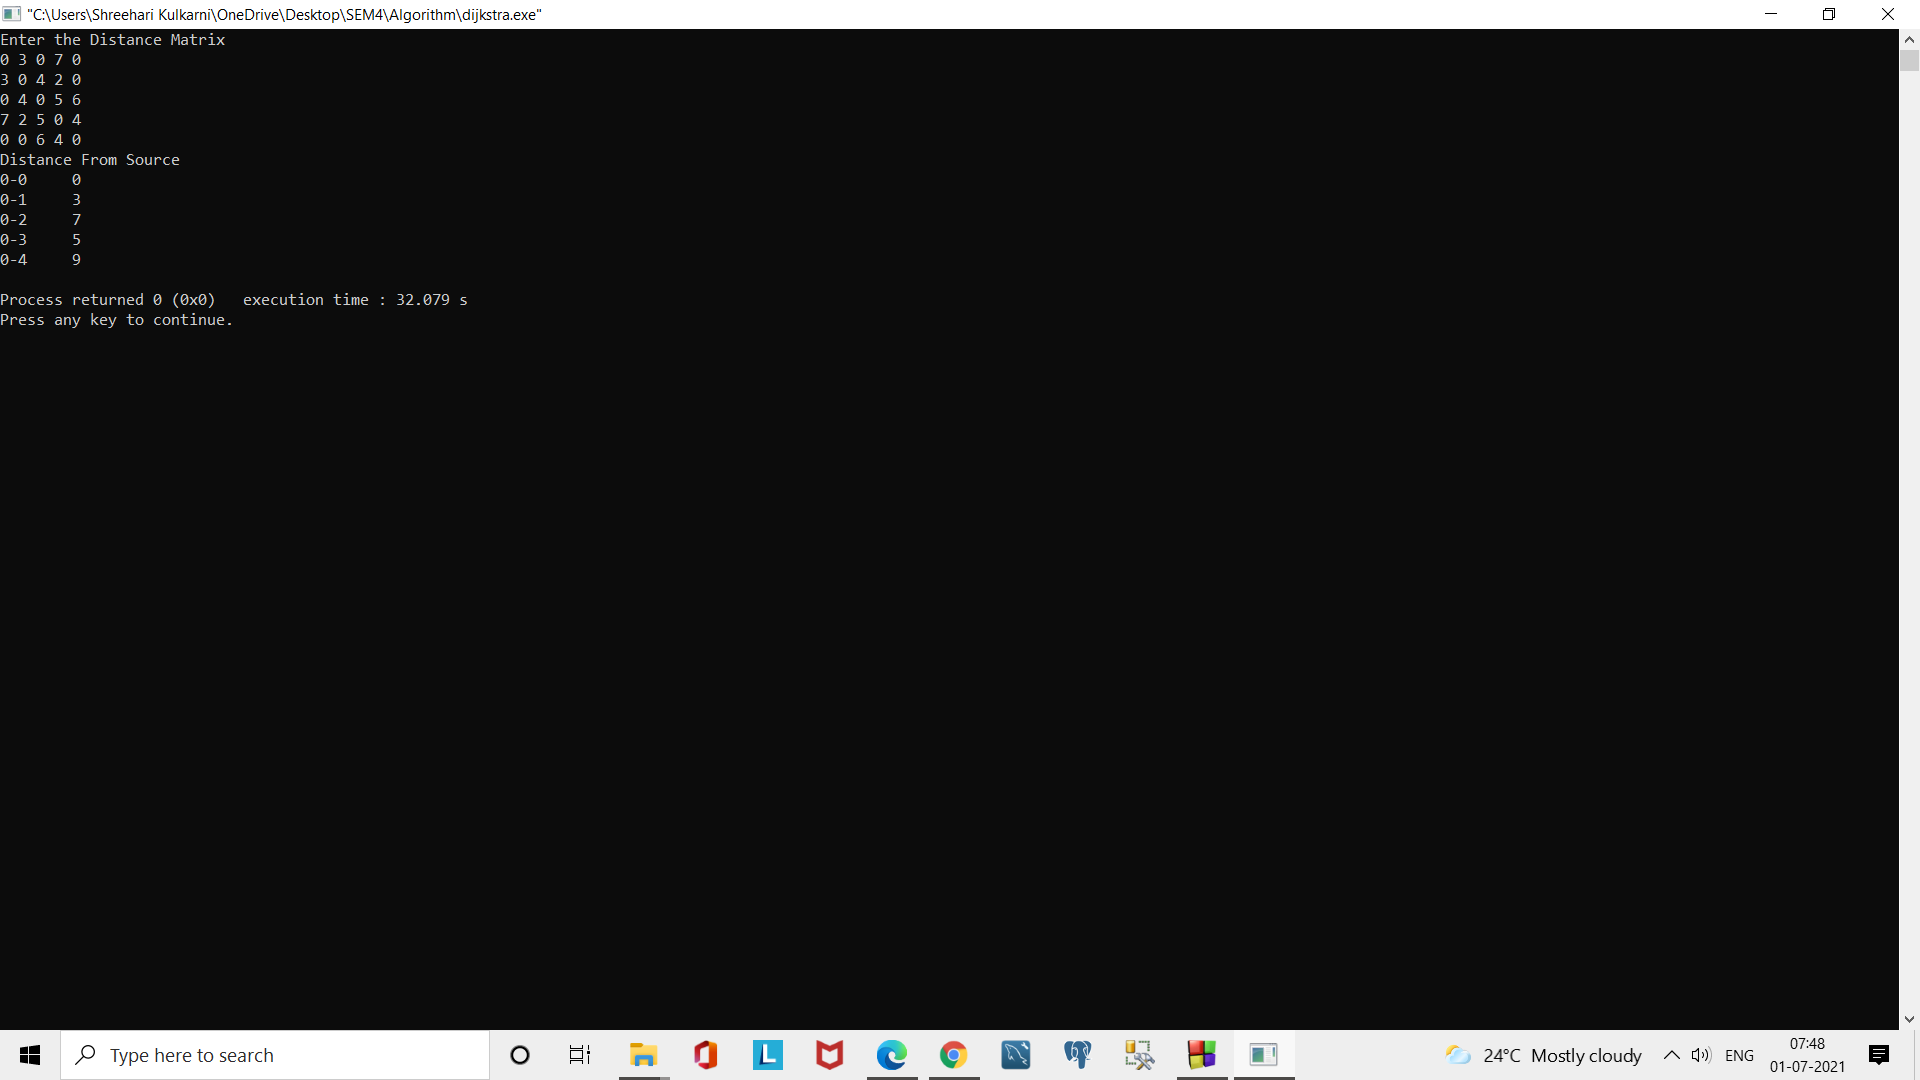 "C:\Users\Shreehari Kulkarni\OneDrive\Desktop\SEM4\Algorithm\dijkstra.exe"
Enter the Distance Matrix
0 3 0 7 0
3 0 4 2 0
0 4 0 5 6
7 2 5 0 4
0 0 6 4 0
Distance From Source
0-0     0
0-1     3
0-2     7
0-3     5
0-4     9
Process returned 0 (0x0)   execution time : 32.079 s
Press any key to continue.
Type here to search
L
24°C Mostly cloudy
ENG
07:48
01-07-2021